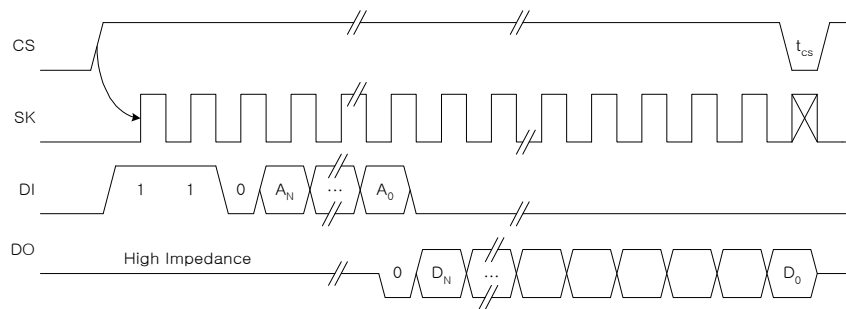 CS
t_cs
SK
DI 1 1 0 A_N ... A_0
DO High Impedance 0 D_N ... D_0